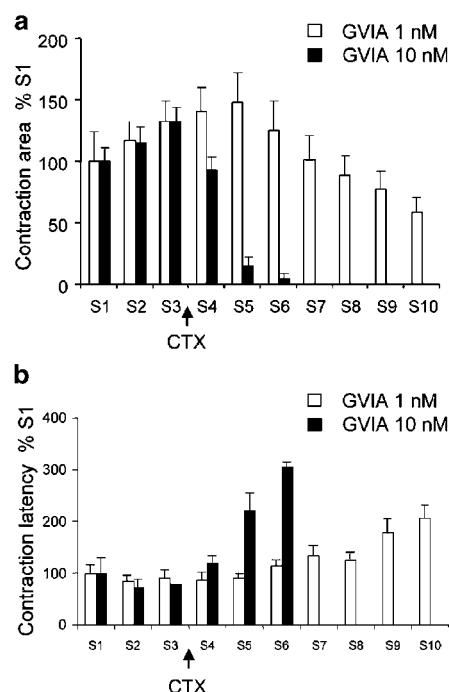 a
GVIA 1 nM
GVIA 10 nM
Contraction area % S1
200
150
100
50
0
S1 S2 S3 S4 S5 S6 S7 S8 S9 S10
CTX
b
GVIA 1 nM
GVIA 10 nM
Contraction latency % S1
400
300
200
100
0
S1 S2 S3 S4 S5 S6 S7 S8 S9 S10
CTX